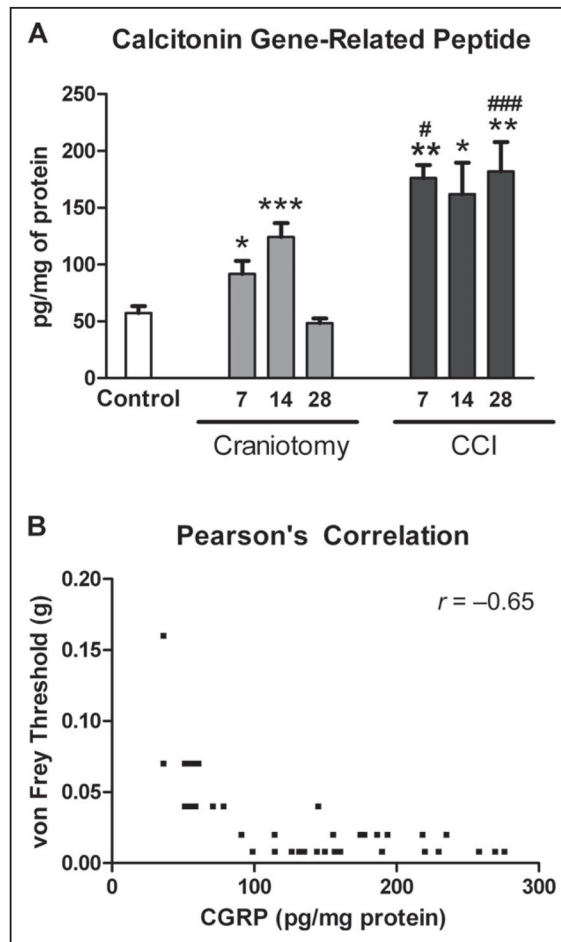 A Calcitonin Gene-Related Peptide
pg/mg of protein
250
200
150
100
50
0
* *** # ** * ### **
Control 7 14 28 7 14 28
Craniotomy CCI
B Pearson's Correlation
r = –0.65
von Frey Threshold (g)
0.20
0.15
0.10
0.05
0.00
0 100 200 300
CGRP (pg/mg protein)